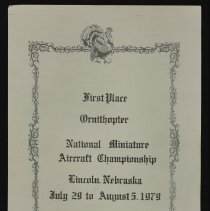 First Place
Ornithopter
National Miniature
Aircraft Championship
Lincoln, Nebraska
July 29 to August 5, 1979